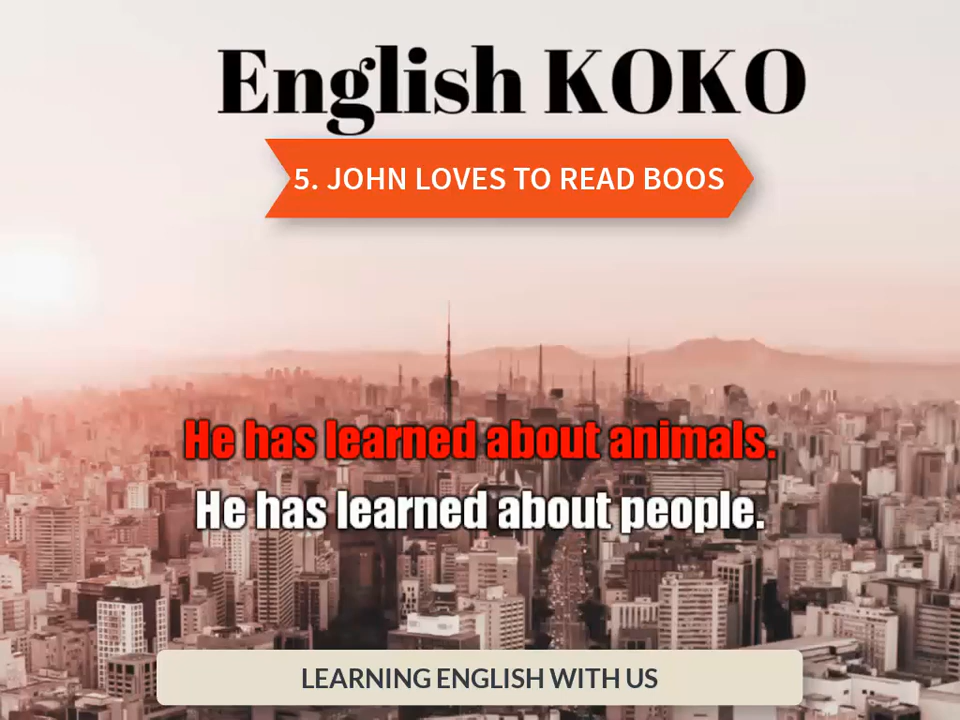 English KOKO
5. JOHN LOVES TO READ BOOS
He has learned about animals.
He has learned about people.
LEARNING ENGLISH WITH US